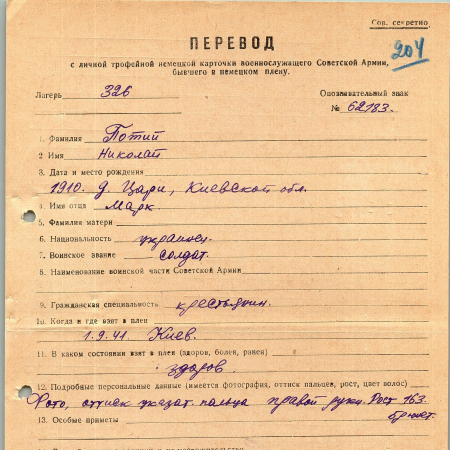 Сов. секретно
204
ПЕРЕВОД
с личной трофейной немецкой карточки военнослужащего Советской Армии,
бывшего в немецком плену.
Лагерь 326
Опознавательный знак
№ 62183.
1. Фамилия Потий
2 Имя Николай
3. Дата и место рождения
1910. д. Цари, Киевской обл.
4. Имя отца Марк.
5. Фамилия матери
6. Национальность украинец.
7. Воинское звание солдат.
8. Наименование воинской части Советской Армии
9. Гражданская специальность крестьянин.
10. Когда и где взят в плен
1.9.41. Киев.
11. В каком состоянии взят в плен (здоров, болен, ранен)
здоров.
12. Подробные персональные данные (имеется фотография, оттиск пальцев, рост, цвет волос)
Фото, оттиск указат. пальца правой руки. Рост 163.
брюнет.
13. Особые приметы